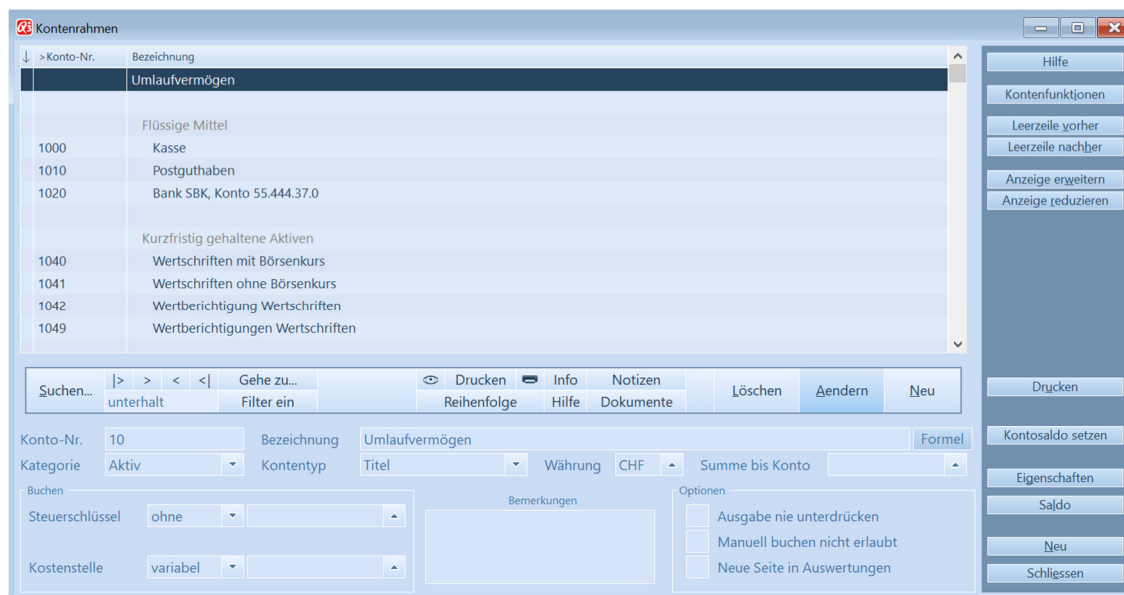 Kontenrahmen
↓ >Konto-Nr. Bezeichnung
Umlaufvermögen
Flüssige Mittel
1000 Kasse
1010 Postguthaben
1020 Bank SBK, Konto 55.444.37.0
Kurzfristig gehaltene Aktiven
1040 Wertschriften mit Börsenkurs
1041 Wertschriften ohne Börsenkurs
1042 Wertberichtigung Wertschriften
1049 Wertberichtigungen Wertschriften
Suchen... |> > < <| Gehe zu... Drucken Info Notizen Löschen Aendern Neu
unterhalt Filter ein Reihenfolge Hilfe Dokumente
Konto-Nr. 10 Bezeichnung Umlaufvermögen Formel
Kategorie Aktiv Kontentyp Titel Währung CHF Summe bis Konto
Buchen
Steuerschlüssel ohne
Kostenstelle variabel
Bemerkungen
Optionen
Ausgabe nie unterdrücken
Manuell buchen nicht erlaubt
Neue Seite in Auswertungen
Hilfe
Kontenfunktionen
Leerzeile vorher
Leerzeile nachher
Anzeige erweitern
Anzeige reduzieren
Drucken
Kontosaldo setzen
Eigenschaften
Saldo
Neu
Schliessen